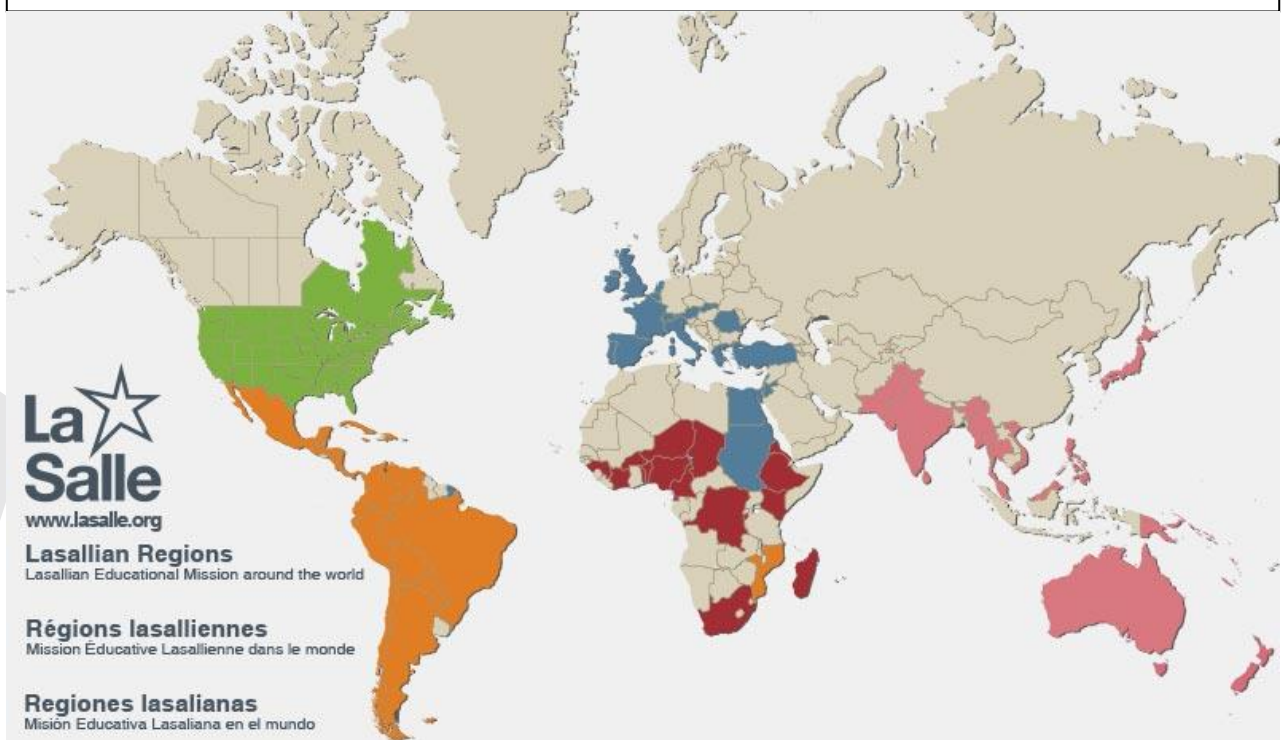 La
Salle
www.lasalle.org
Lasallian Regions
Lasallian Educational Mission around the world
Régions lasalliennes
Mission Éducative Lasallienne dans le monde
Regiones lasalianas
Misión Educativa Lasaliana en el mundo